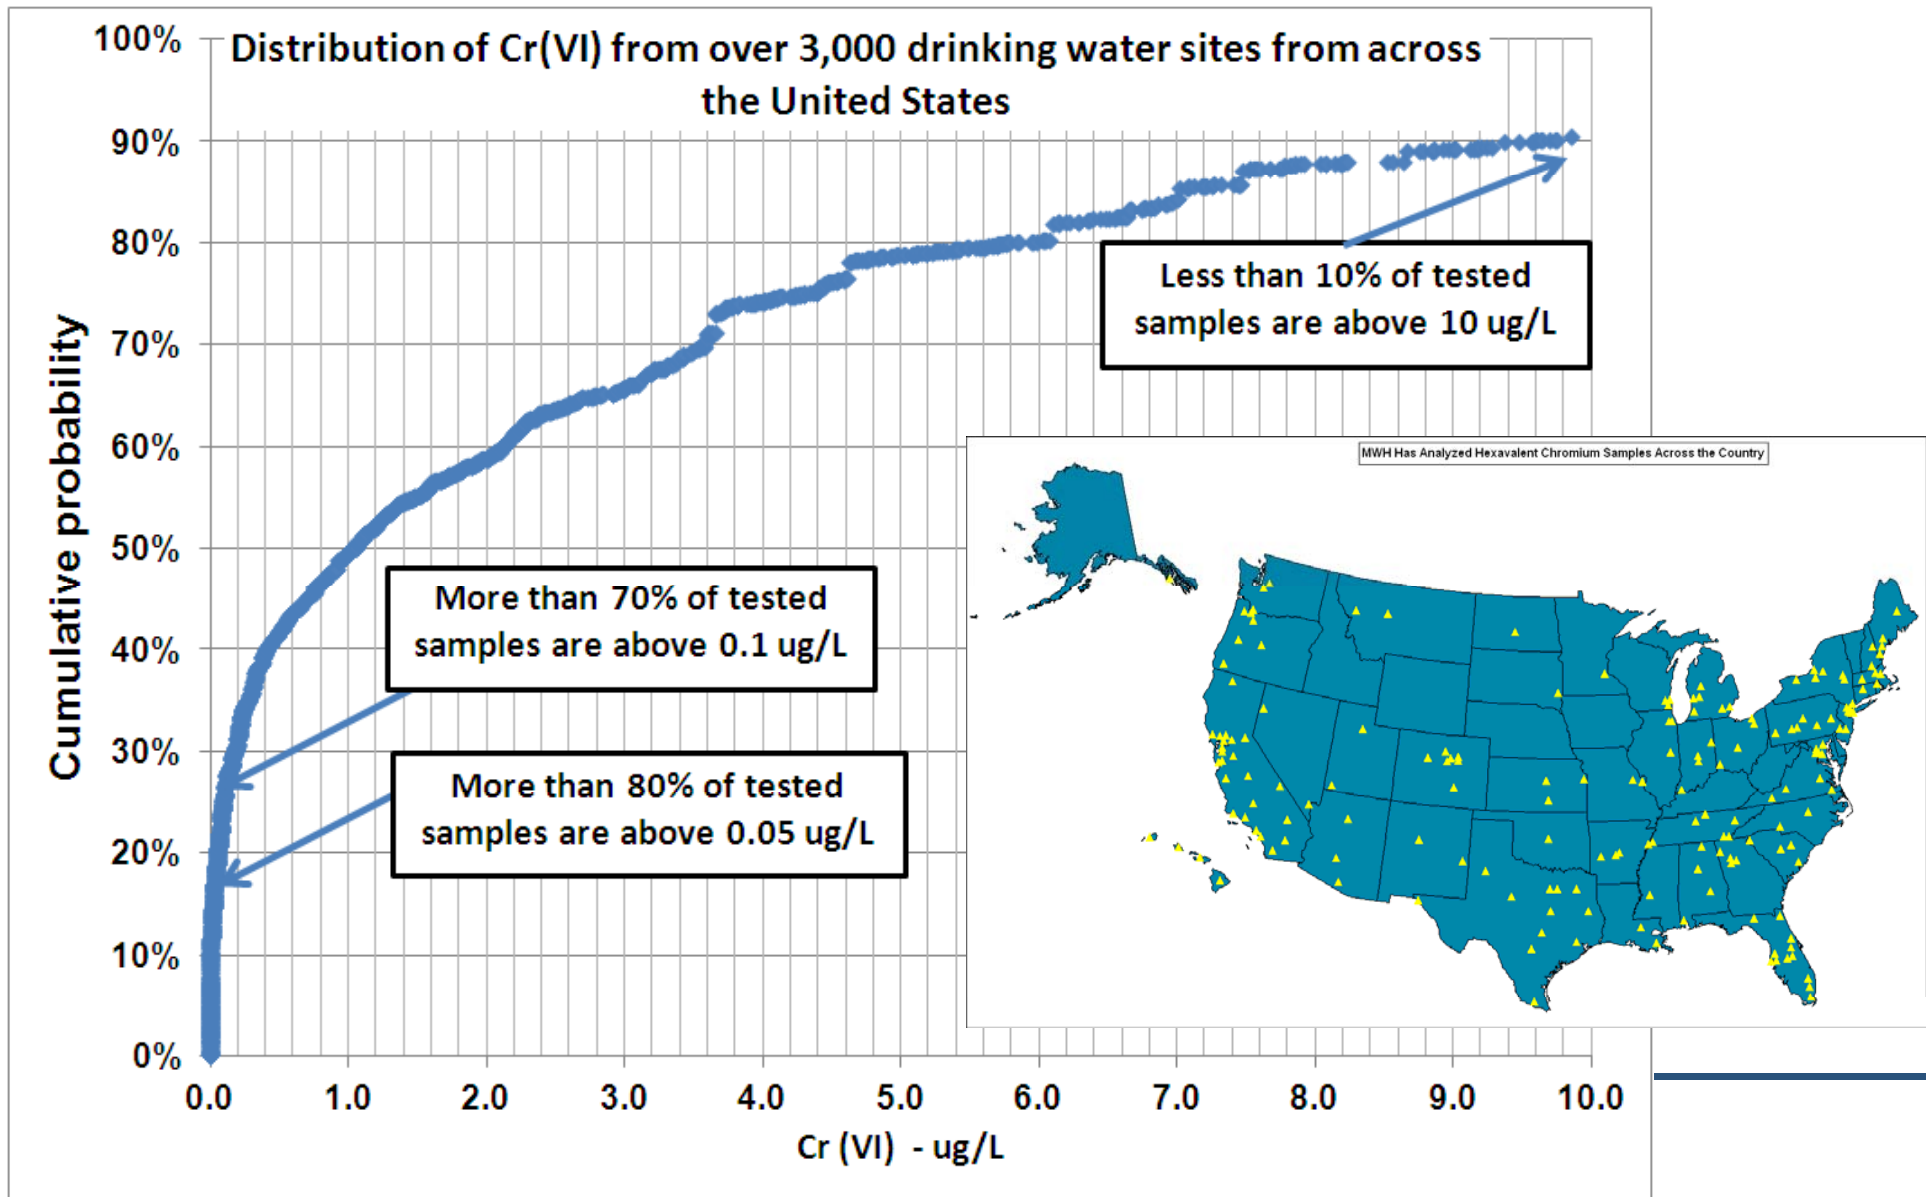 Distribution of Cr(VI) from over 3,000 drinking water sites from across
the United States
Cumulative probability
100%
90%
80%
70%
60%
50%
40%
30%
20%
10%
0%
Less than 10% of tested
samples are above 10 ug/L
MWH Has Analyzed Hexavalent Chromium Samples Across the Country
More than 70% of tested
samples are above 0.1 ug/L
More than 80% of tested
samples are above 0.05 ug/L
0.0 1.0 2.0 3.0 4.0 5.0 6.0 7.0 8.0 9.0 10.0
Cr (VI) - ug/L